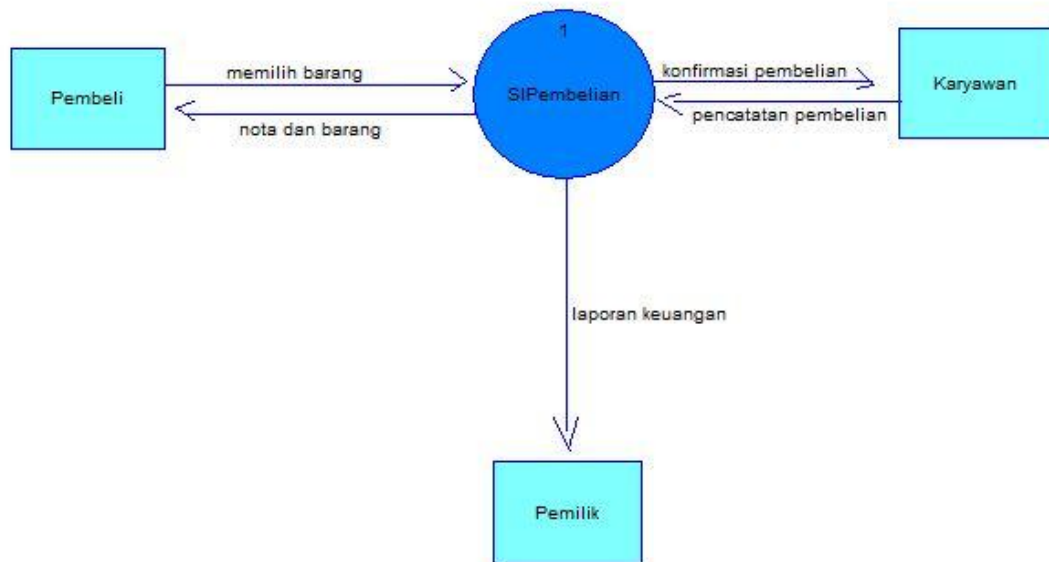 1
memilih barang
konfirmasi pembelian
Pembeli
SIPembelian
Karyawan
nota dan barang
pencatatan pembelian
laporan keuangan
Pemilik